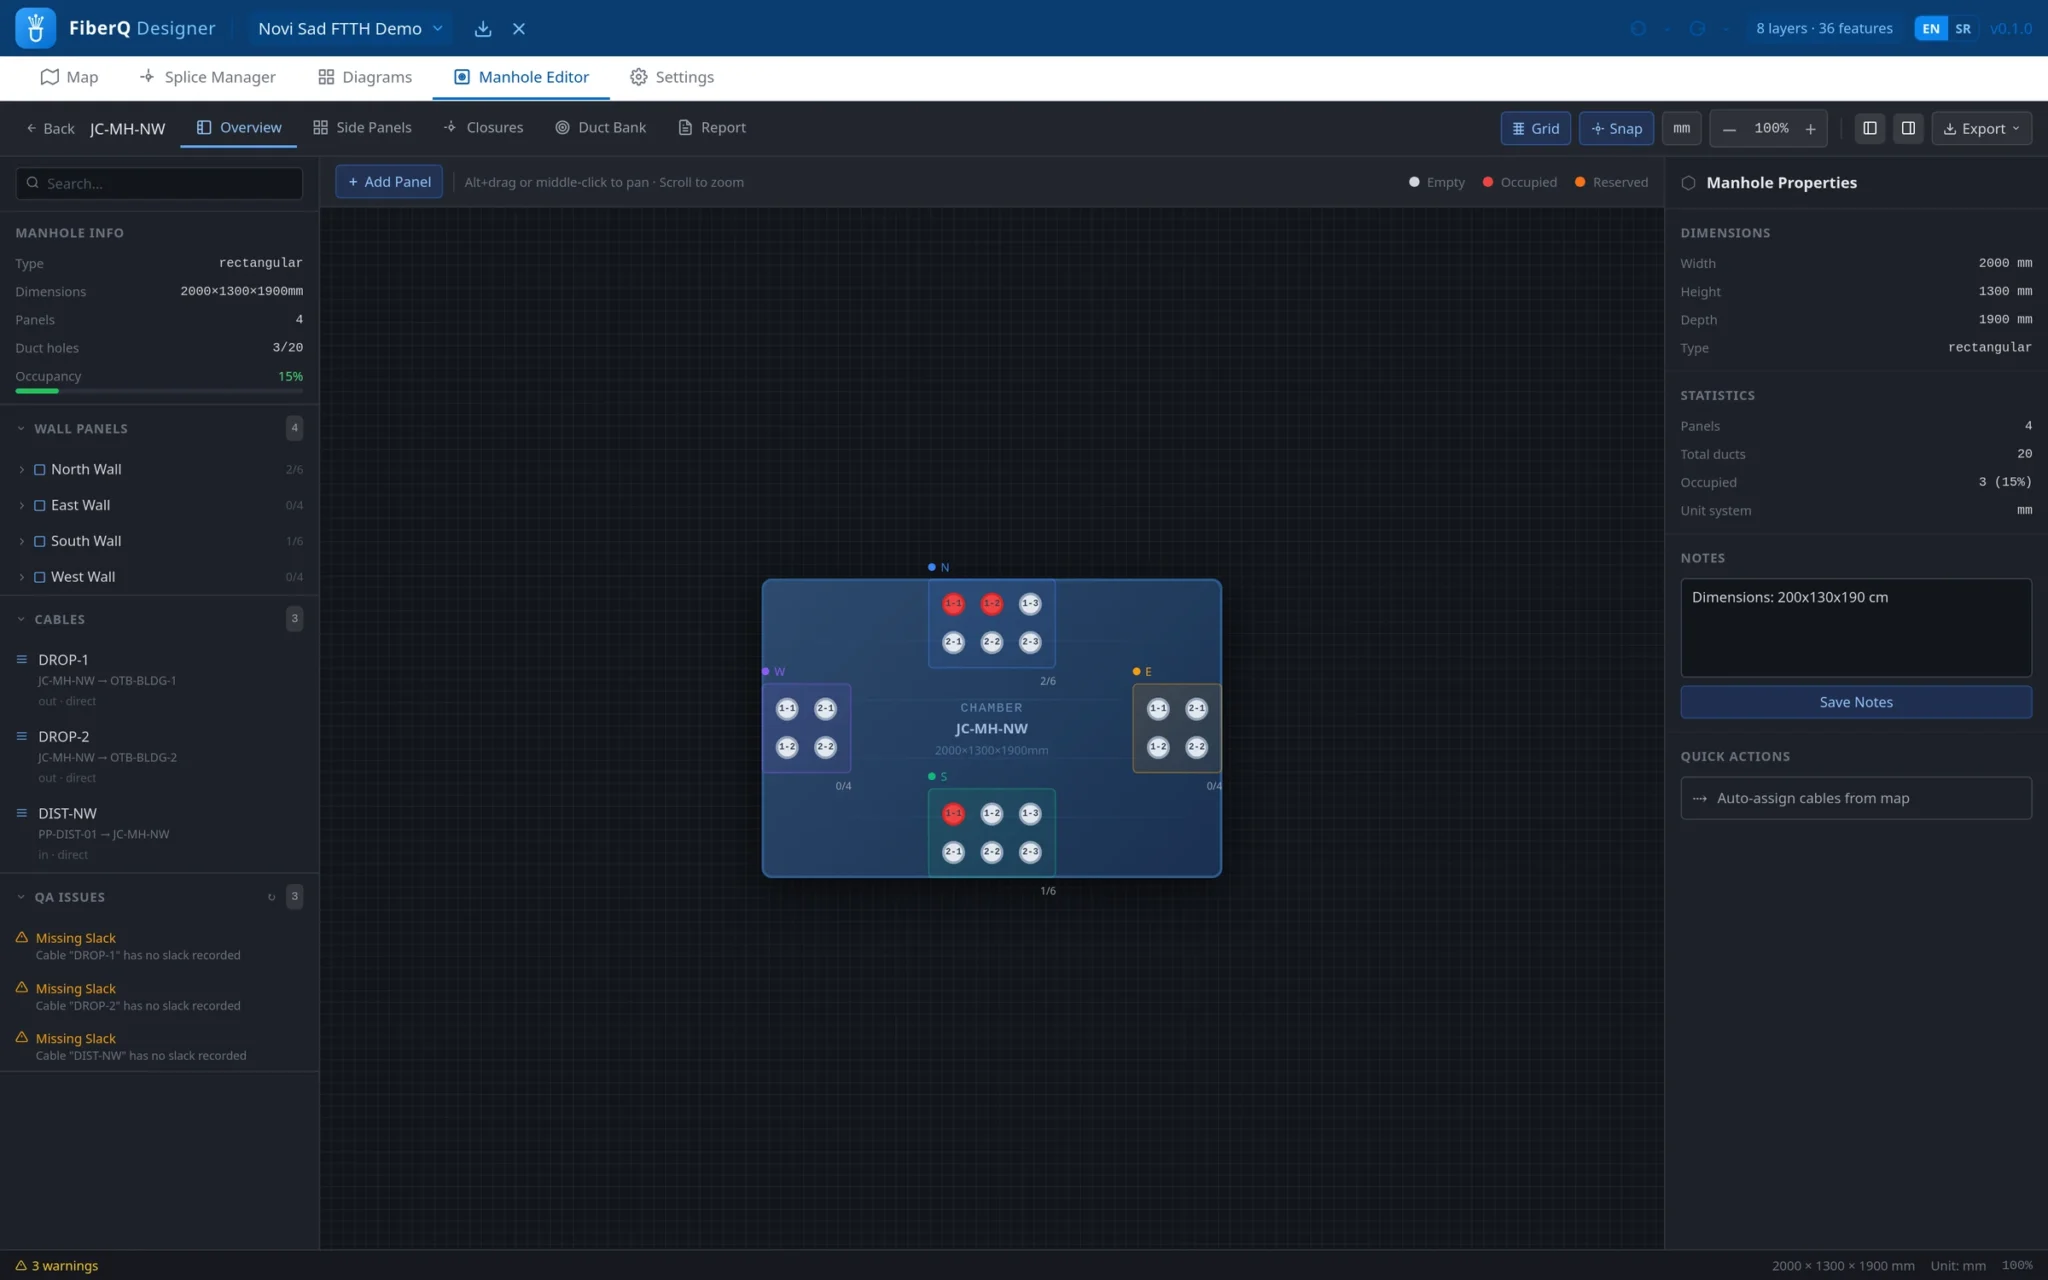 FiberQ Designer
Novi Sad FTTH Demo
8 layers · 36 features
EN SR
v0.1.0
Map
Splice Manager
Diagrams
Manhole Editor
Settings
← Back
JC-MH-NW
Overview
Side Panels
Closures
Duct Bank
Report
Grid
Snap
mm
— 100% +
Export
Search...
+ Add Panel
Alt+drag or middle-click to pan · Scroll to zoom
Empty
Occupied
Reserved
MANHOLE INFO
Type rectangular
Dimensions 2000×1300×1900mm
Panels 4
Duct holes 3/20
Occupancy 15%
WALL PANELS 4
North Wall 2/6
East Wall 0/4
South Wall 1/6
West Wall 0/4
CABLES 3
DROP-1
JC-MH-NW → OTB-BLDG-1
out · direct
DROP-2
JC-MH-NW → OTB-BLDG-2
out · direct
DIST-NW
PP-DIST-01 → JC-MH-NW
in · direct
QA ISSUES ↻ 3
Missing Slack
Cable "DROP-1" has no slack recorded
Missing Slack
Cable "DROP-2" has no slack recorded
Missing Slack
Cable "DIST-NW" has no slack recorded
N
1-1 1-2 1-3
2-1 2-2 2-3
2/6
W
1-1 2-1
1-2 2-2
0/4
CHAMBER
JC-MH-NW
2000×1300×1900mm
E
1-1 2-1
1-2 2-2
0/4
S
1-1 1-2 1-3
2-1 2-2 2-3
1/6
Manhole Properties
DIMENSIONS
Width 2000 mm
Height 1300 mm
Depth 1900 mm
Type rectangular
STATISTICS
Panels 4
Total ducts 20
Occupied 3 (15%)
Unit system mm
NOTES
Dimensions: 200x130x190 cm
Save Notes
QUICK ACTIONS
Auto-assign cables from map
3 warnings
2000 × 1300 × 1900 mm Unit: mm 100%